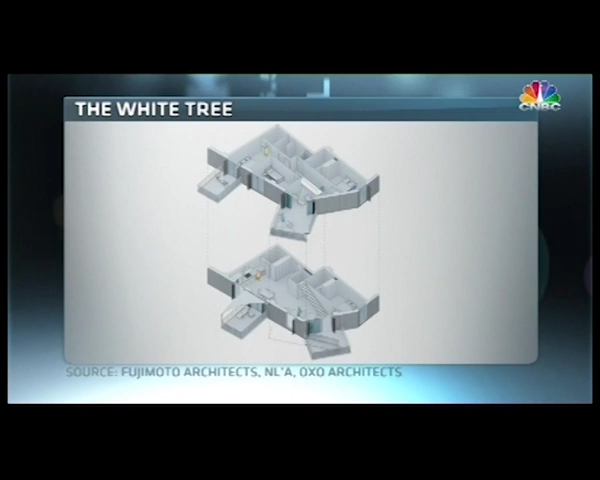 CNBC
THE WHITE TREE
SOURCE: FUJIMOTO ARCHITECTS, NL'A, OXO ARCHITECTS